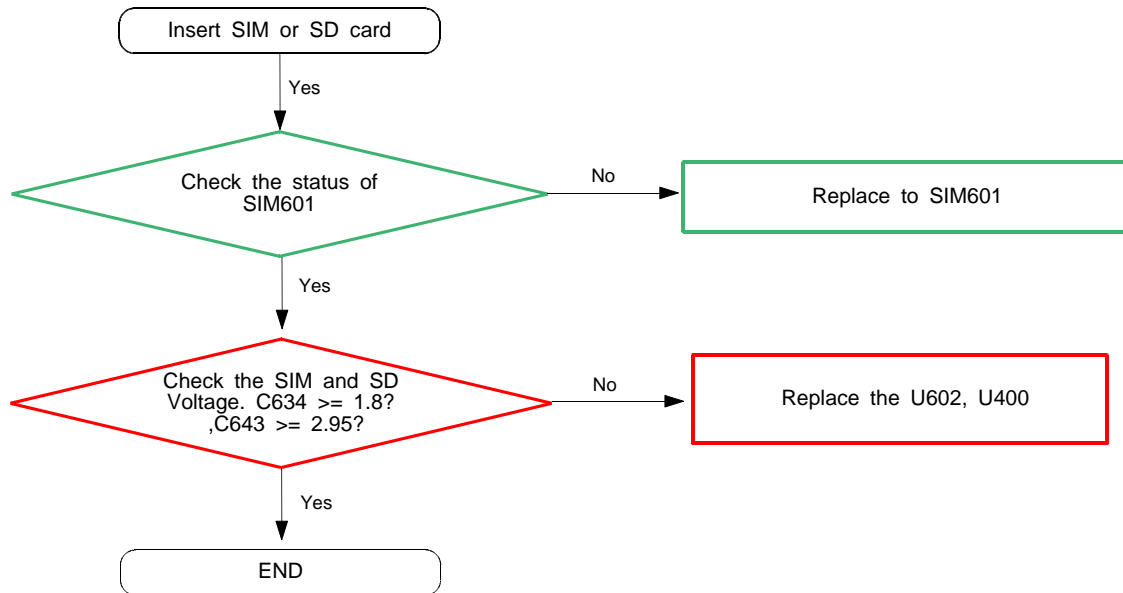 Insert SIM or SD card
Yes
Check the status of
SIM601
No
Replace to SIM601
Yes
Check the SIM and SD
Voltage. C634 >= 1.8?
,C643 >= 2.95?
No
Replace the U602, U400
Yes
END